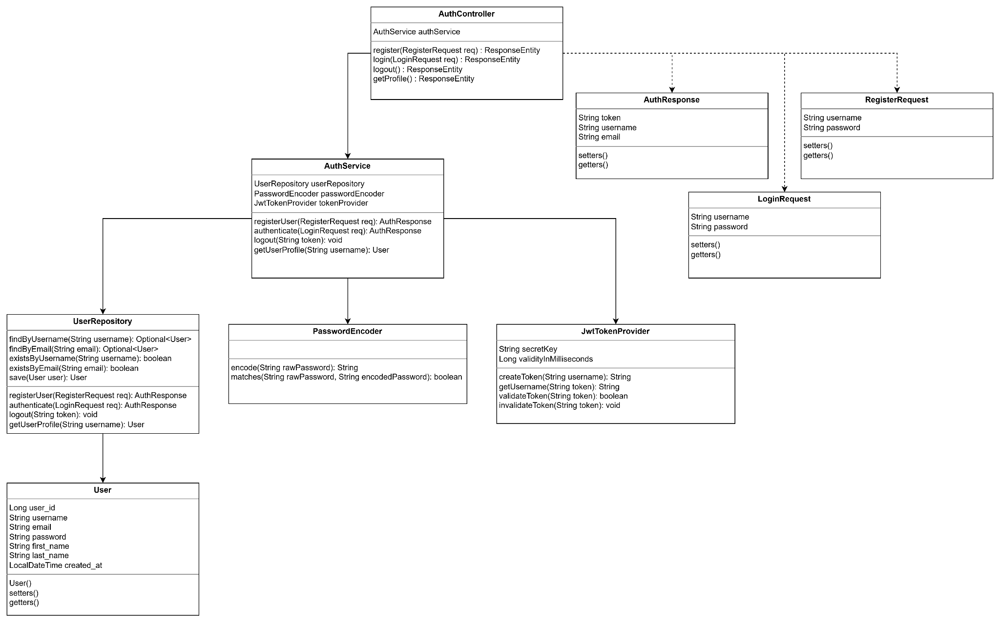 AuthController
AuthService authService
register(RegisterRequest req) : ResponseEntity
login(LoginRequest req) : ResponseEntity
logout() : ResponseEntity
getProfile() : ResponseEntity
AuthResponse
String token
String username
String email
setters()
getters()
RegisterRequest
String username
String password
setters()
getters()
AuthService
UserRepository userRepository
PasswordEncoder passwordEncoder
JwtTokenProvider tokenProvider
registerUser(RegisterRequest req): AuthResponse
authenticate(LoginRequest req): AuthResponse
logout(String token): void
getUserProfile(String username): User
LoginRequest
String username
String password
setters()
getters()
UserRepository
findByUsername(String username): Optional<User>
findByEmail(String email): Optional<User>
existsByUsername(String username): boolean
existsByEmail(String email): boolean
save(User user): User
registerUser(RegisterRequest req): AuthResponse
authenticate(LoginRequest req): AuthResponse
logout(String token): void
getUserProfile(String username): User
PasswordEncoder
encode(String rawPassword): String
matches(String rawPassword, String encodedPassword): boolean
JwtTokenProvider
String secretKey
Long validityInMilliseconds
createToken(String username): String
getUsername(String token): String
validateToken(String token): boolean
invalidateToken(String token): void
User
Long user_id
String username
String email
String password
String first_name
String last_name
LocalDateTime created_at
User()
setters()
getters()